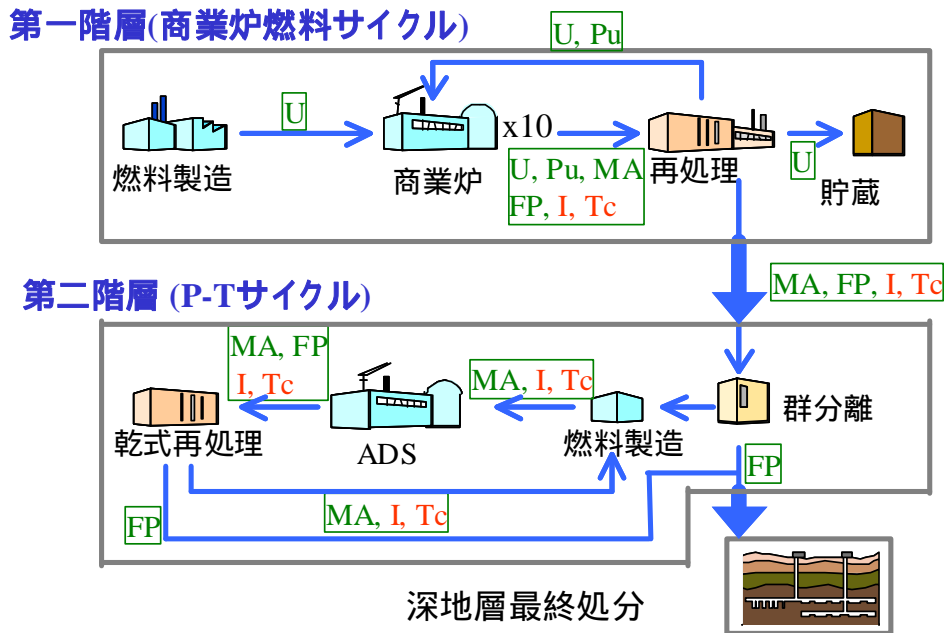 第一階層(商業炉燃料サイクル)
U, Pu
U
x10
燃料製造
商業炉
U, Pu, MA
FP, I, Tc
再処理
U
貯蔵
MA, FP, I, Tc
第二階層 (P-Tサイクル)
MA, FP
I, Tc
MA, I, Tc
群分離
乾式再処理
ADS
燃料製造
FP
MA, I, Tc
FP
深地層最終処分